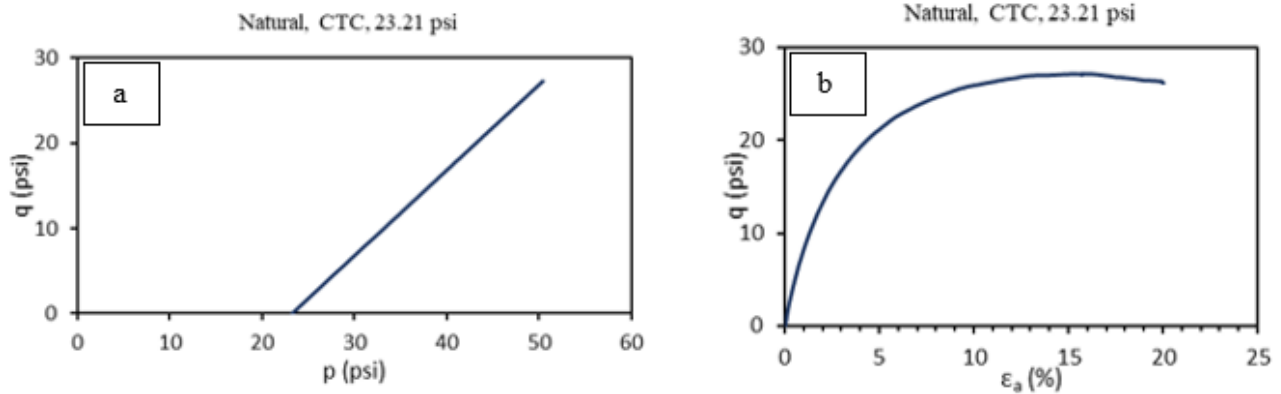 Natural, CTC, 23.21 psi
30
20
10
0
a
q (psi)
0 10 20 30 40 50 60
p (psi)
Natural, CTC, 23.21 psi
30
20
10
0
b
q (psi)
0 5 10 15 20 25
εa (%)